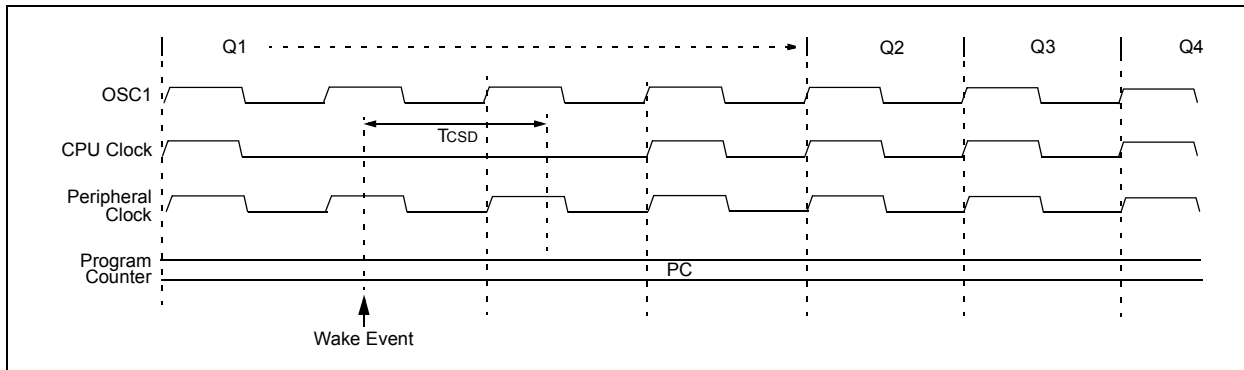 Q1 Q2 Q3 Q4
OSC1
TCSD
CPU Clock
Peripheral
Clock
Program
Counter
PC
Wake Event